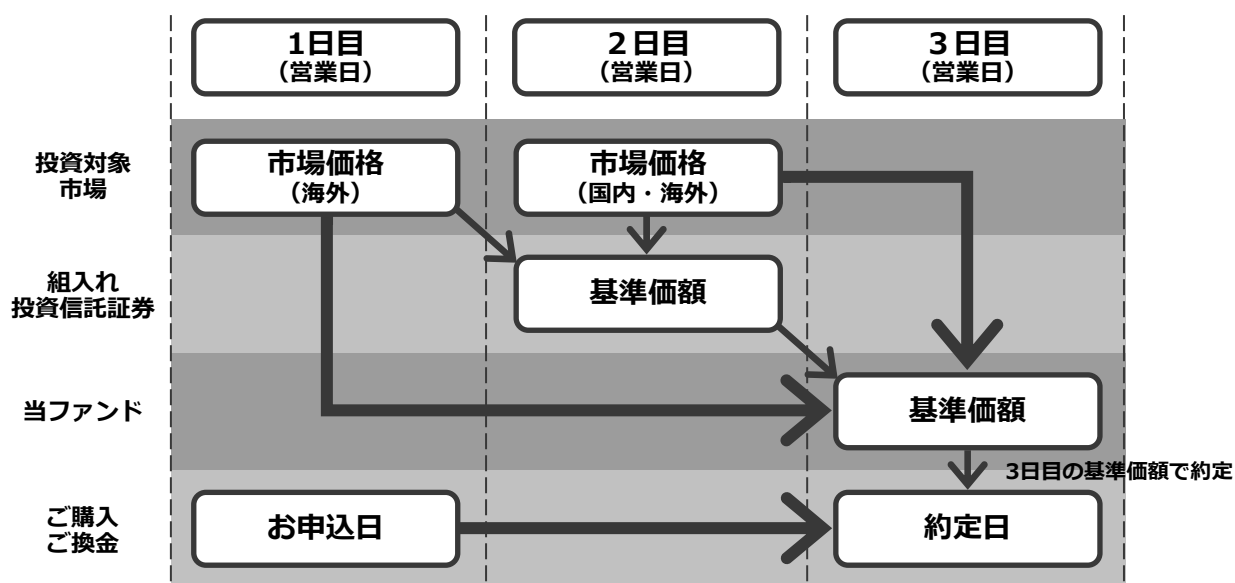 1日目
（営業日）
２日目
（営業日）
３日目
（営業日）
投資対象
市場
市場価格
（海外）
市場価格
（国内・海外）
組入れ
投資信託証券
基準価額
当ファンド
基準価額
3日目の基準価額で約定
ご購入
ご換金
お申込日
約定日